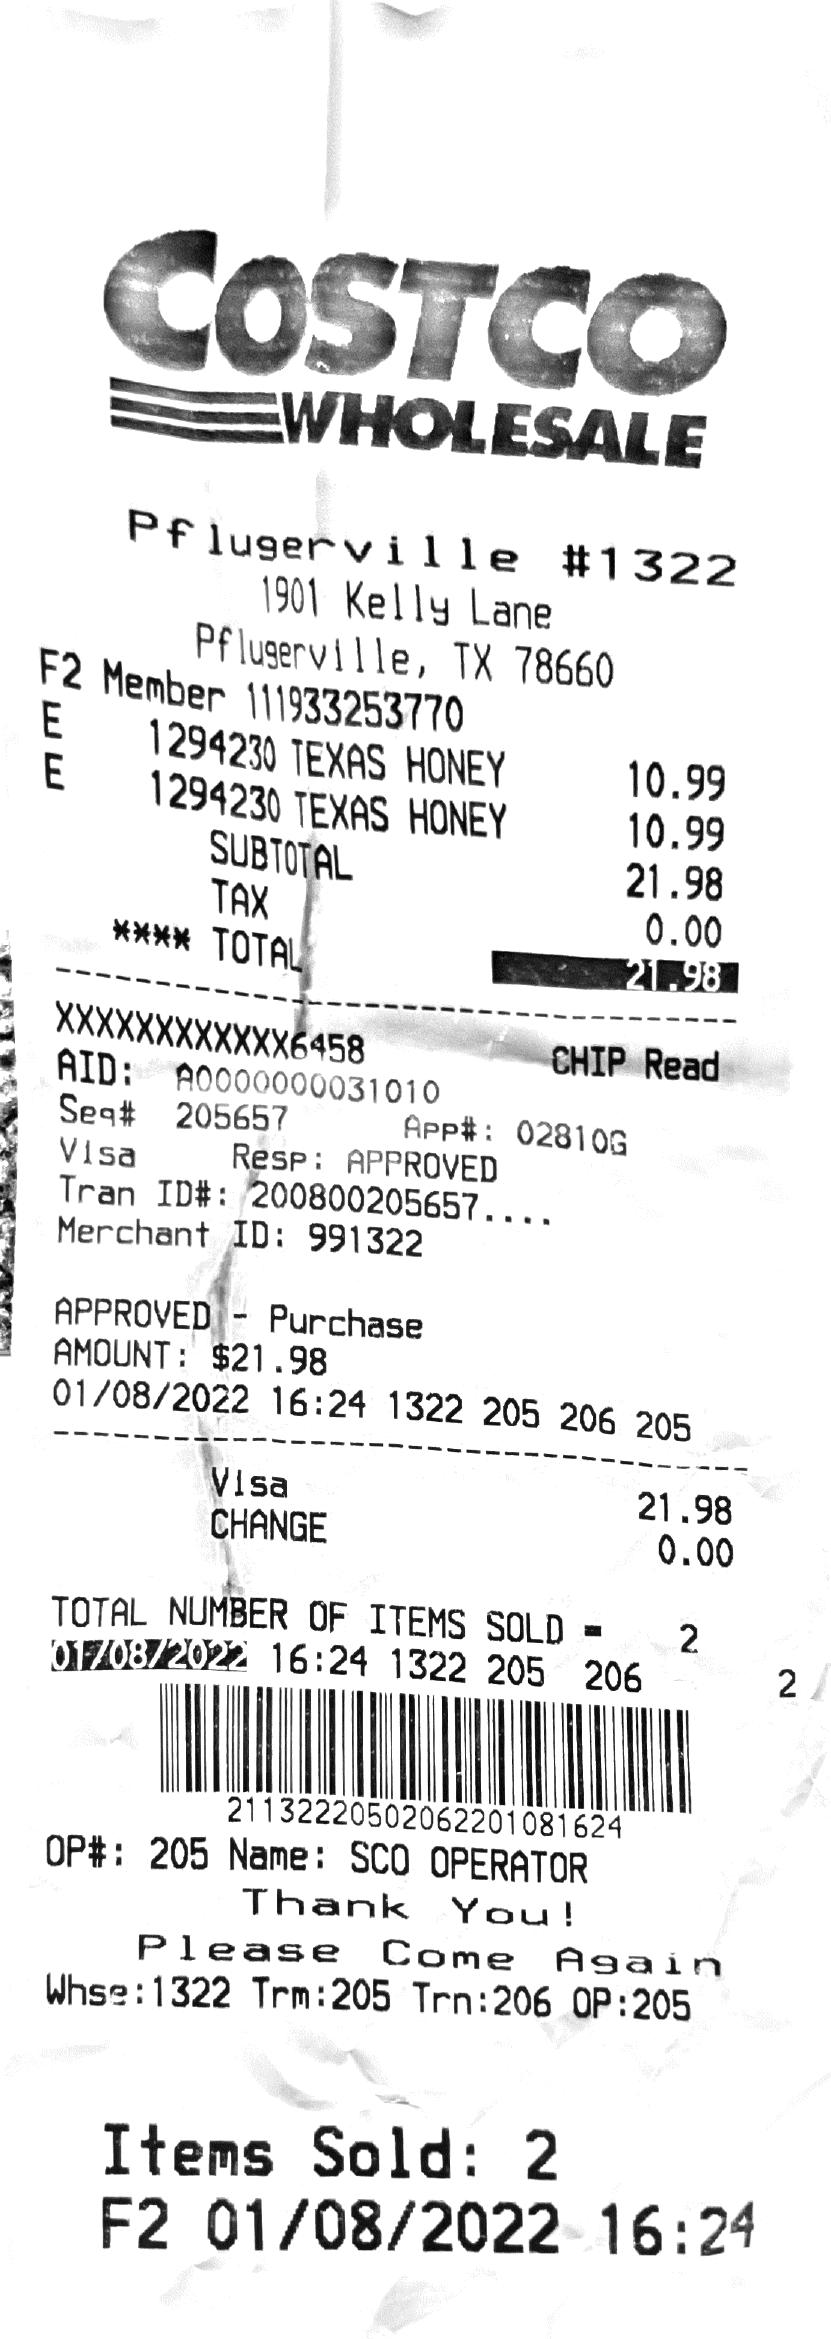 COSTCO
WHOLESALE
Pflugerville #1322
1901 Kelly Lane
Pflugerville, TX 78660
F2 Member 111933253770
E 1294230 TEXAS HONEY 10.99
E 1294230 TEXAS HONEY 10.99
SUBTOTAL 21.98
TAX 0.00
**** TOTAL 21.98
XXXXXXXXXXXX6458 CHIP Read
AID: A0000000031010
Seq# 205657 App#: 02810G
Visa Resp: APPROVED
Tran ID#: 200800205657....
Merchant ID: 991322
APPROVED - Purchase
AMOUNT: $21.98
01/08/2022 16:24 1322 205 206 205
Visa 21.98
CHANGE 0.00
TOTAL NUMBER OF ITEMS SOLD = 2
01/08/2022 16:24 1322 205 206 2
21132220502062201081624
OP#: 205 Name: SCO OPERATOR
Thank You!
Please Come Again
Whse:1322 Trm:205 Trn:206 OP:205
Items Sold: 2
F2 01/08/2022 16:24